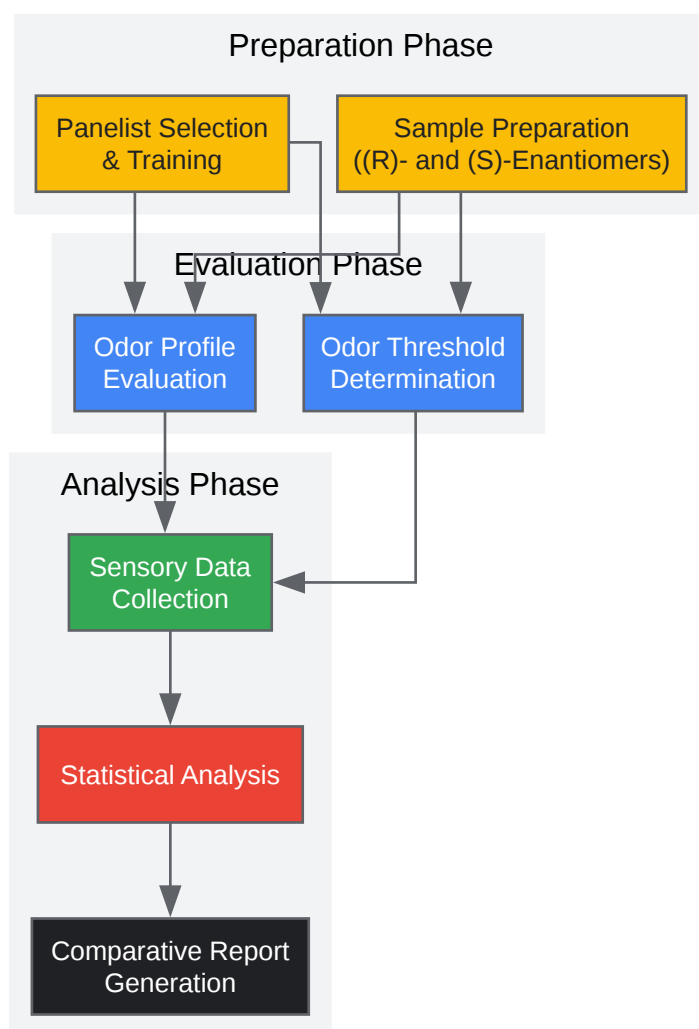 Preparation Phase
Panelist Selection
& Training
Sample Preparation
((R)- and (S)-Enantiomers)
Evaluation Phase
Odor Profile
Evaluation
Odor Threshold
Determination
Analysis Phase
Sensory Data
Collection
Statistical Analysis
Comparative Report
Generation